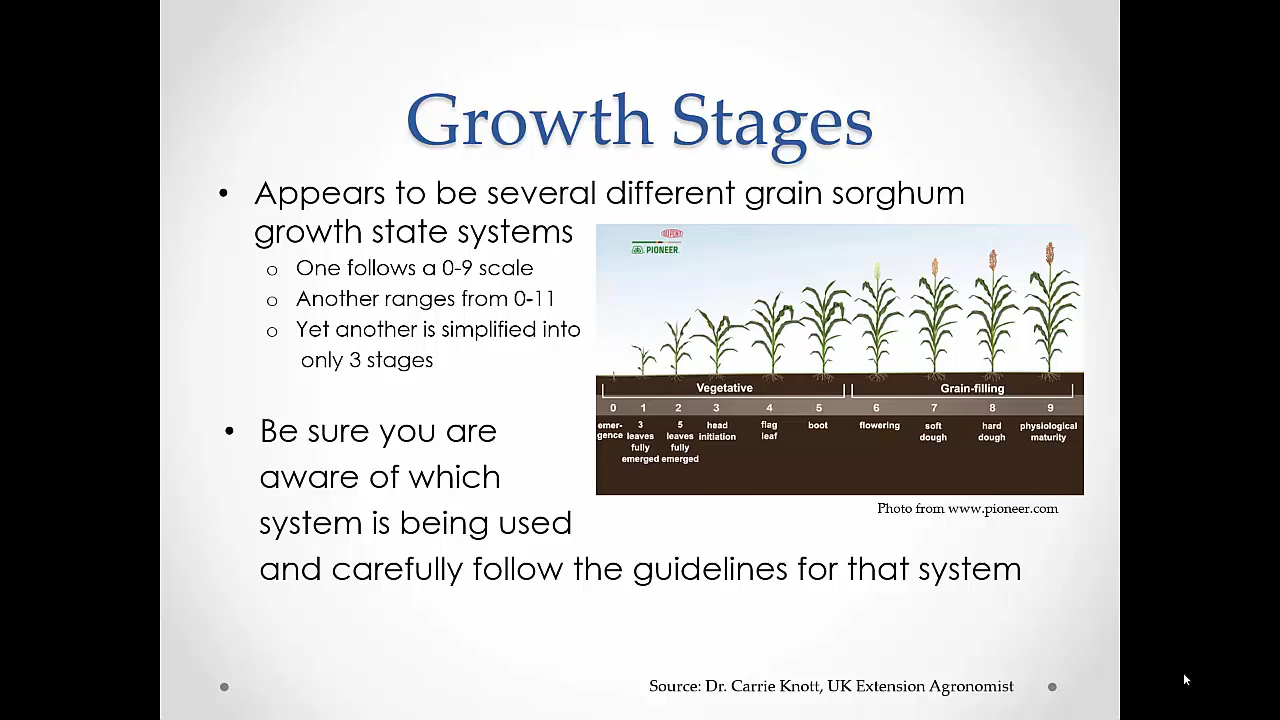 Growth Stages
• Appears to be several different grain sorghum
growth state systems
o One follows a 0-9 scale
o Another ranges from 0-11
o Yet another is simplified into
only 3 stages
• Be sure you are
aware of which
system is being used
and carefully follow the guidelines for that system
DUPONT
PIONEER.
Vegetative Grain-filling
0 1 2 3 4 5 6 7 8 9
emer-
gence
3
leaves
fully
emerged
5
leaves
fully
emerged
head
initiation
flag
leaf
boot
flowering
soft
dough
hard
dough
physiological
maturity
Photo from www.pioneer.com
Source: Dr. Carrie Knott, UK Extension Agronomist